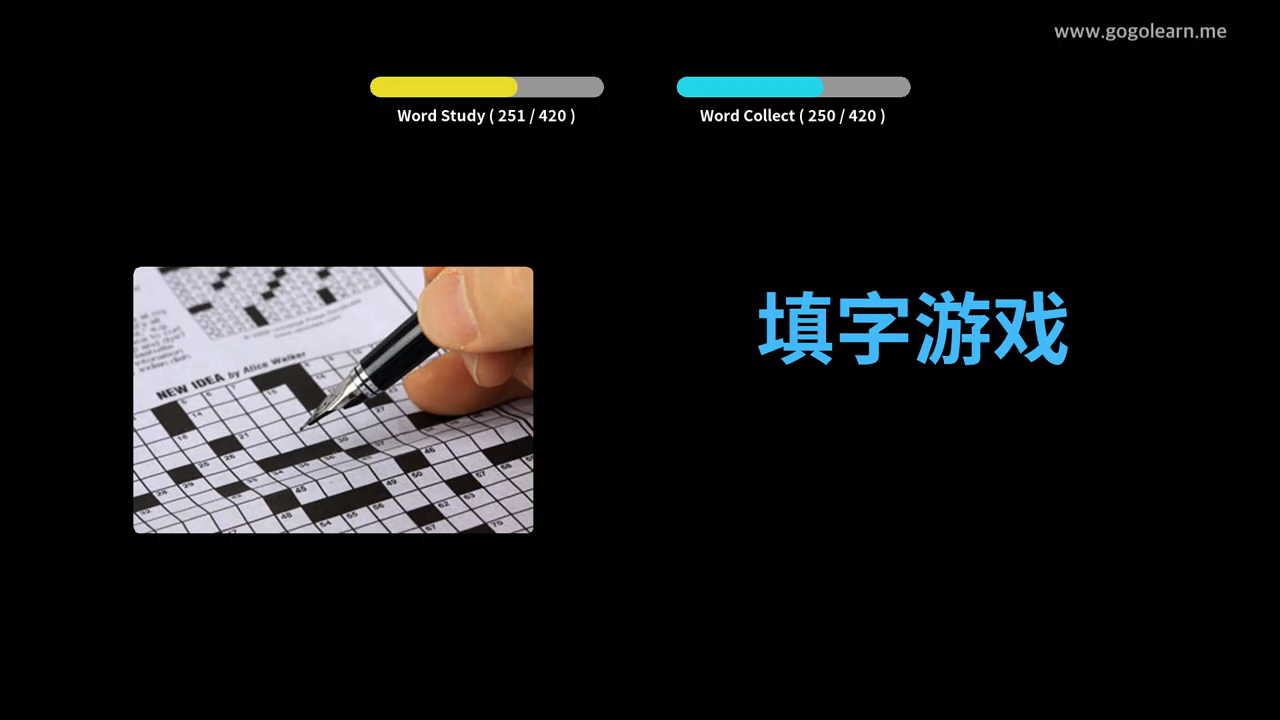 www.gogolearn.me
Word Study ( 251 / 420 )
Word Collect ( 250 / 420 )
填字游戏
NEW IDEA by Alice Walker